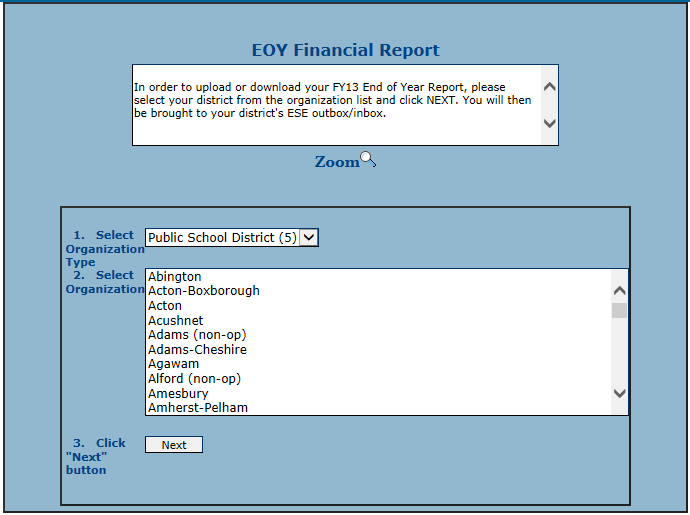 EOY Financial Report
In order to upload or download your FY13 End of Year Report, please
select your district from the organization list and click NEXT. You will then
be brought to your district's ESE outbox/inbox.
Zoom
1. Select
Organization
Type
Public School District (5)
2. Select
Organization
Abington
Acton-Boxborough
Acton
Acushnet
Adams (non-op)
Adams-Cheshire
Agawam
Alford (non-op)
Amesbury
Amherst-Pelham
3. Click
"Next"
button
Next